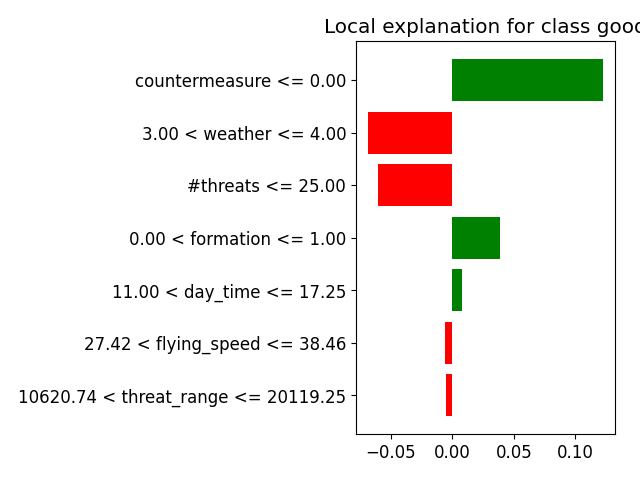 Local explanation for class good
countermeasure <= 0.00
3.00 < weather <= 4.00
#threats <= 25.00
0.00 < formation <= 1.00
11.00 < day_time <= 17.25
27.42 < flying_speed <= 38.46
10620.74 < threat_range <= 20119.25
−0.05 0.00 0.05 0.10